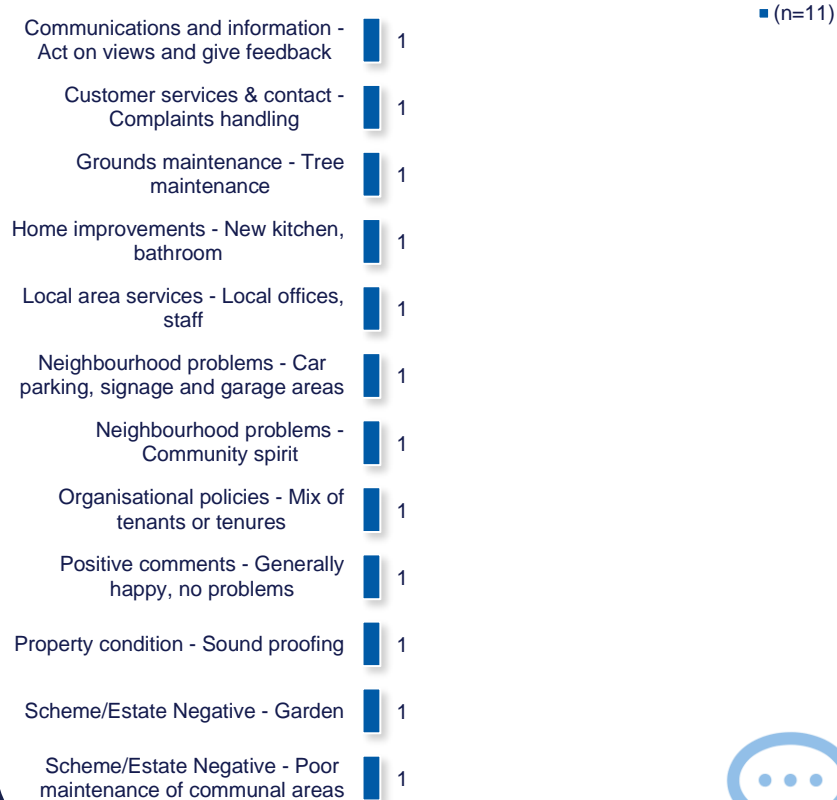 (n=11)
Communications and information -
Act on views and give feedback
1
Customer services & contact -
Complaints handling
1
Grounds maintenance - Tree
maintenance
1
Home improvements - New kitchen,
bathroom
1
Local area services - Local offices,
staff
1
Neighbourhood problems - Car
parking, signage and garage areas
1
Neighbourhood problems -
Community spirit
1
Organisational policies - Mix of
tenants or tenures
1
Positive comments - Generally
happy, no problems
1
Property condition - Sound proofing
1
Scheme/Estate Negative - Garden
1
Scheme/Estate Negative - Poor
maintenance of communal areas
1